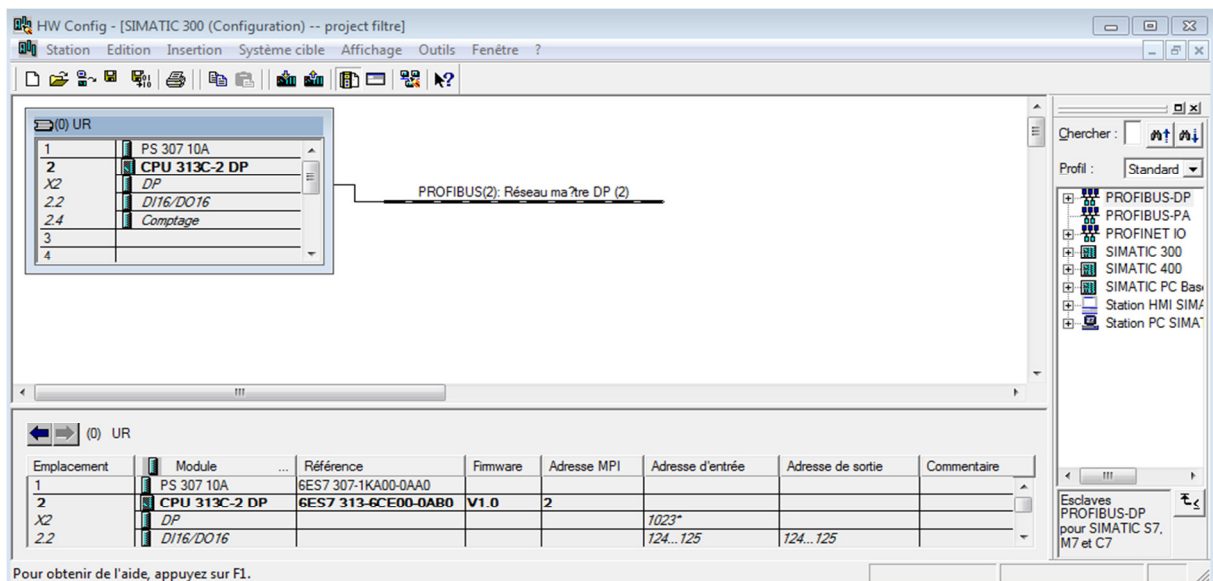 HW Config - [SIMATIC 300 (Configuration) -- project filtre]
Station Edition Insertion Système cible Affichage Outils Fenêtre ?
(0) UR
1 PS 307 10A
2 CPU 313C-2 DP
X2 DP
2.2 DI16/DO16
2.4 Comptage
3
4
PROFIBUS(2): Réseau ma?tre DP (2)
Chercher :
Profil : Standard
PROFIBUS-DP
PROFIBUS-PA
PROFINET IO
SIMATIC 300
SIMATIC 400
SIMATIC PC Bas
Station HMI SIMA
Station PC SIMAT
(0) UR
Emplacement Module ... Référence Firmware Adresse MPI Adresse d'entrée Adresse de sortie Commentaire
1 PS 307 10A 6ES7 307-1KA00-0AA0
2 CPU 313C-2 DP 6ES7 313-6CE00-0AB0 V1.0 2
X2 DP 1023*
2.2 DI16/DO16 124...125 124...125
Esclaves
PROFIBUS-DP
pour SIMATIC S7,
M7 et C7
Pour obtenir de l'aide, appuyez sur F1.